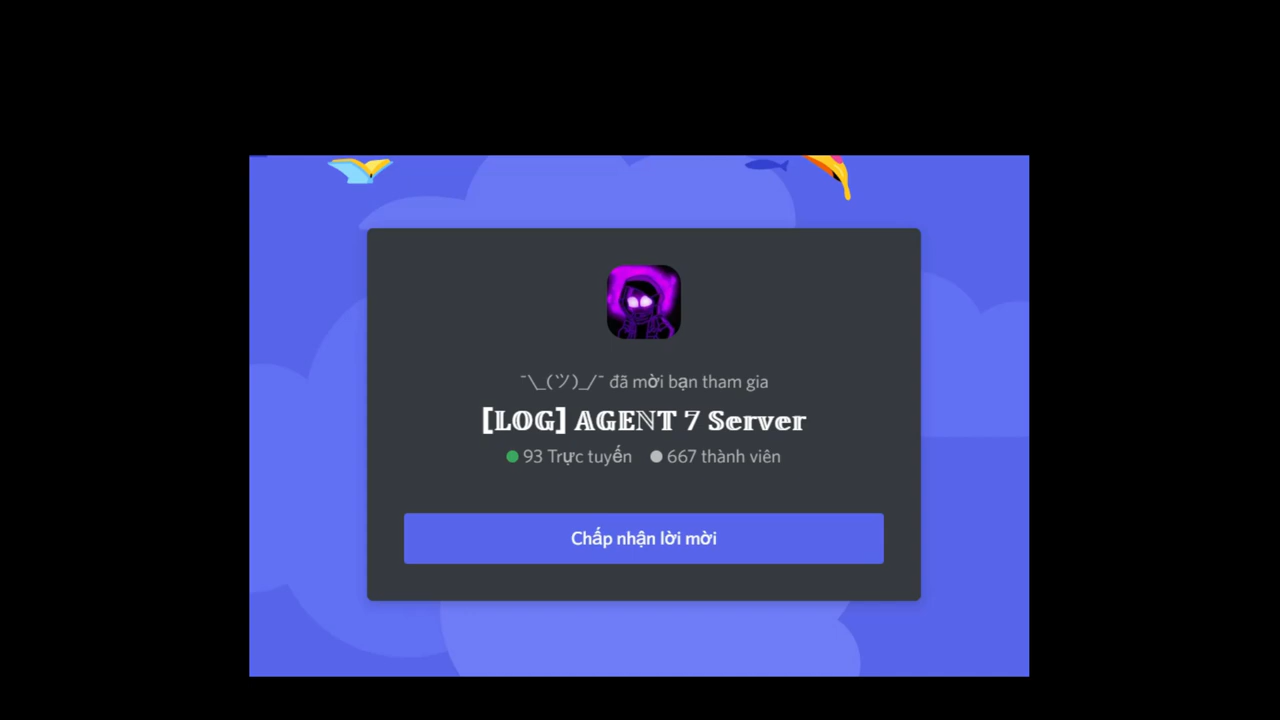 ¯\_(ツ)_/¯ đã mời bạn tham gia
[LOG] AGENT 7 Server
93 Trực tuyến 667 thành viên
Chấp nhận lời mời